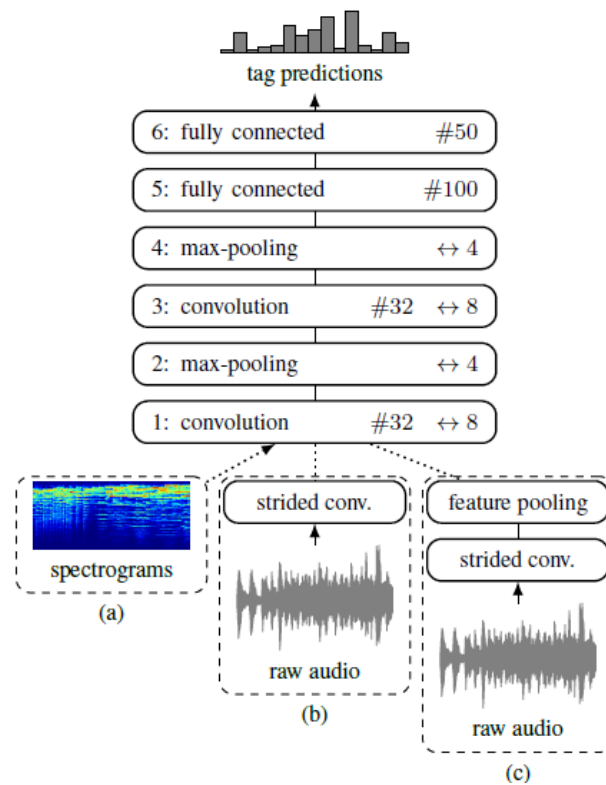 tag predictions
6: fully connected #50
5: fully connected #100
4: max-pooling ↔ 4
3: convolution #32 ↔ 8
2: max-pooling ↔ 4
1: convolution #32 ↔ 8
spectrograms
(a)
strided conv.
raw audio
(b)
feature pooling
strided conv.
raw audio
(c)